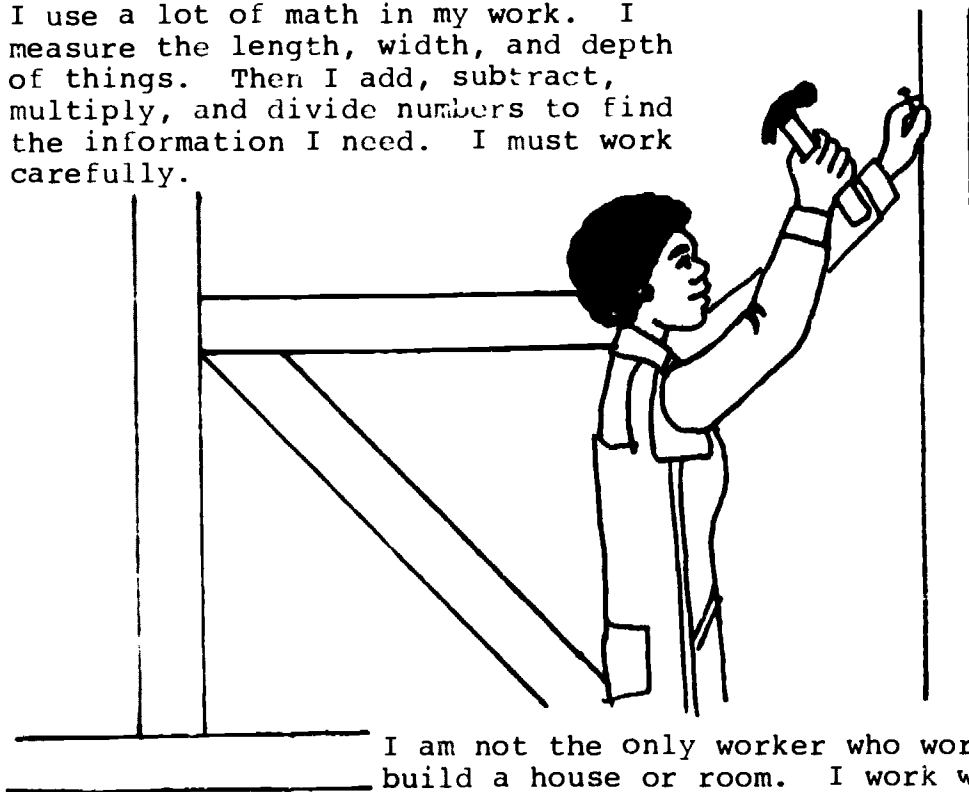 I use a lot of math in my work. I
measure the length, width, and depth
of things. Then I add, subtract,
multiply, and divide numbers to find
the information I need. I must work
carefully.
I am not the only worker who
build a house or room. I work